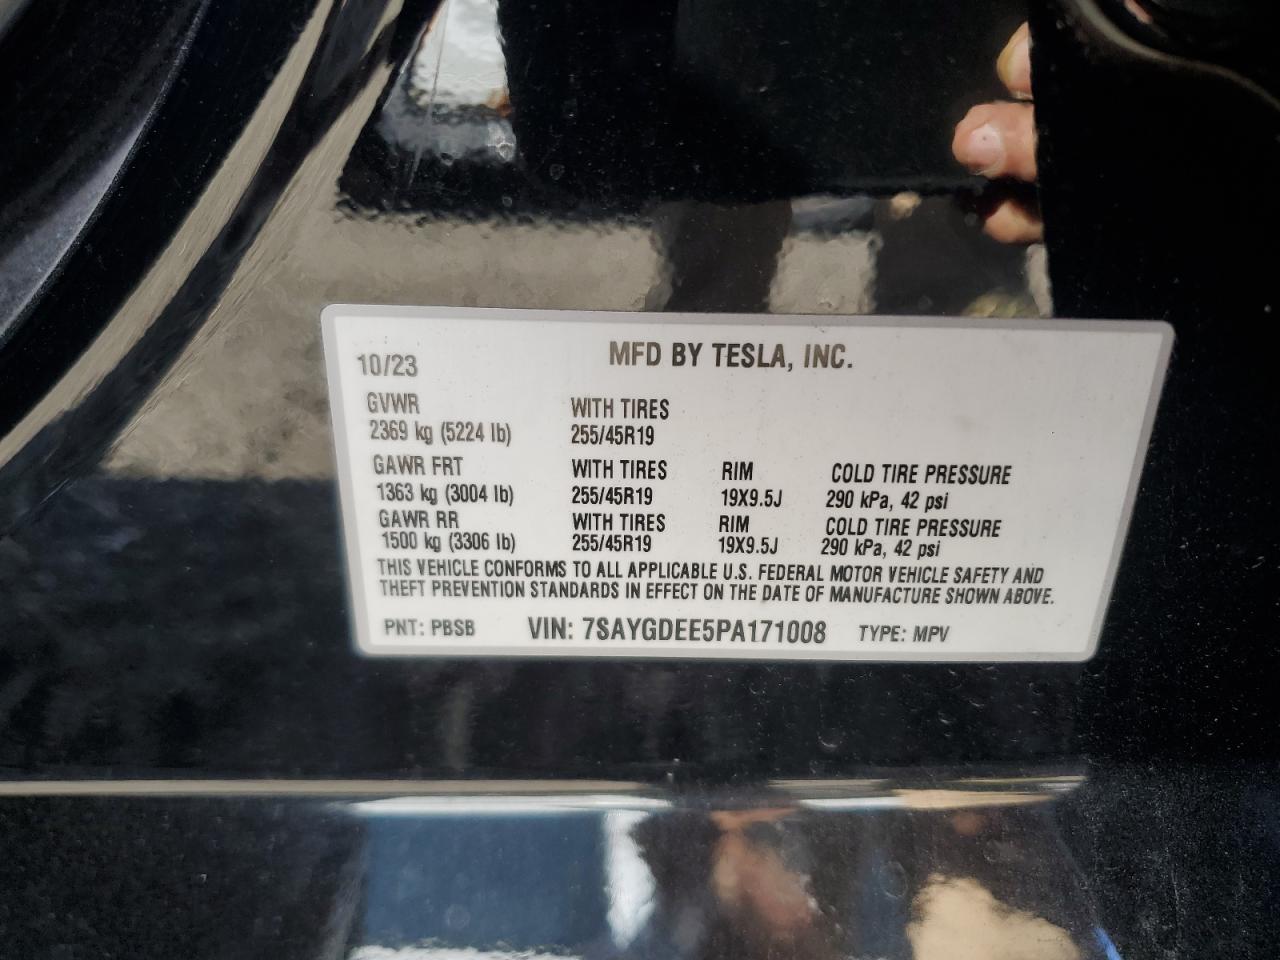 10/23 MFD BY TESLA, INC.
GVWR WITH TIRES
2369 kg (5224 lb) 255/45R19
GAWR FRT WITH TIRES RIM COLD TIRE PRESSURE
1363 kg (3004 lb) 255/45R19 19X9.5J 290 kPa, 42 psi
GAWR RR WITH TIRES RIM COLD TIRE PRESSURE
1500 kg (3306 lb) 255/45R19 19X9.5J 290 kPa, 42 psi
THIS VEHICLE CONFORMS TO ALL APPLICABLE U.S. FEDERAL MOTOR VEHICLE SAFETY AND
THEFT PREVENTION STANDARDS IN EFFECT ON THE DATE OF MANUFACTURE SHOWN ABOVE.
PNT: PBSB VIN: 7SAYGDEE5PA171008 TYPE: MPV